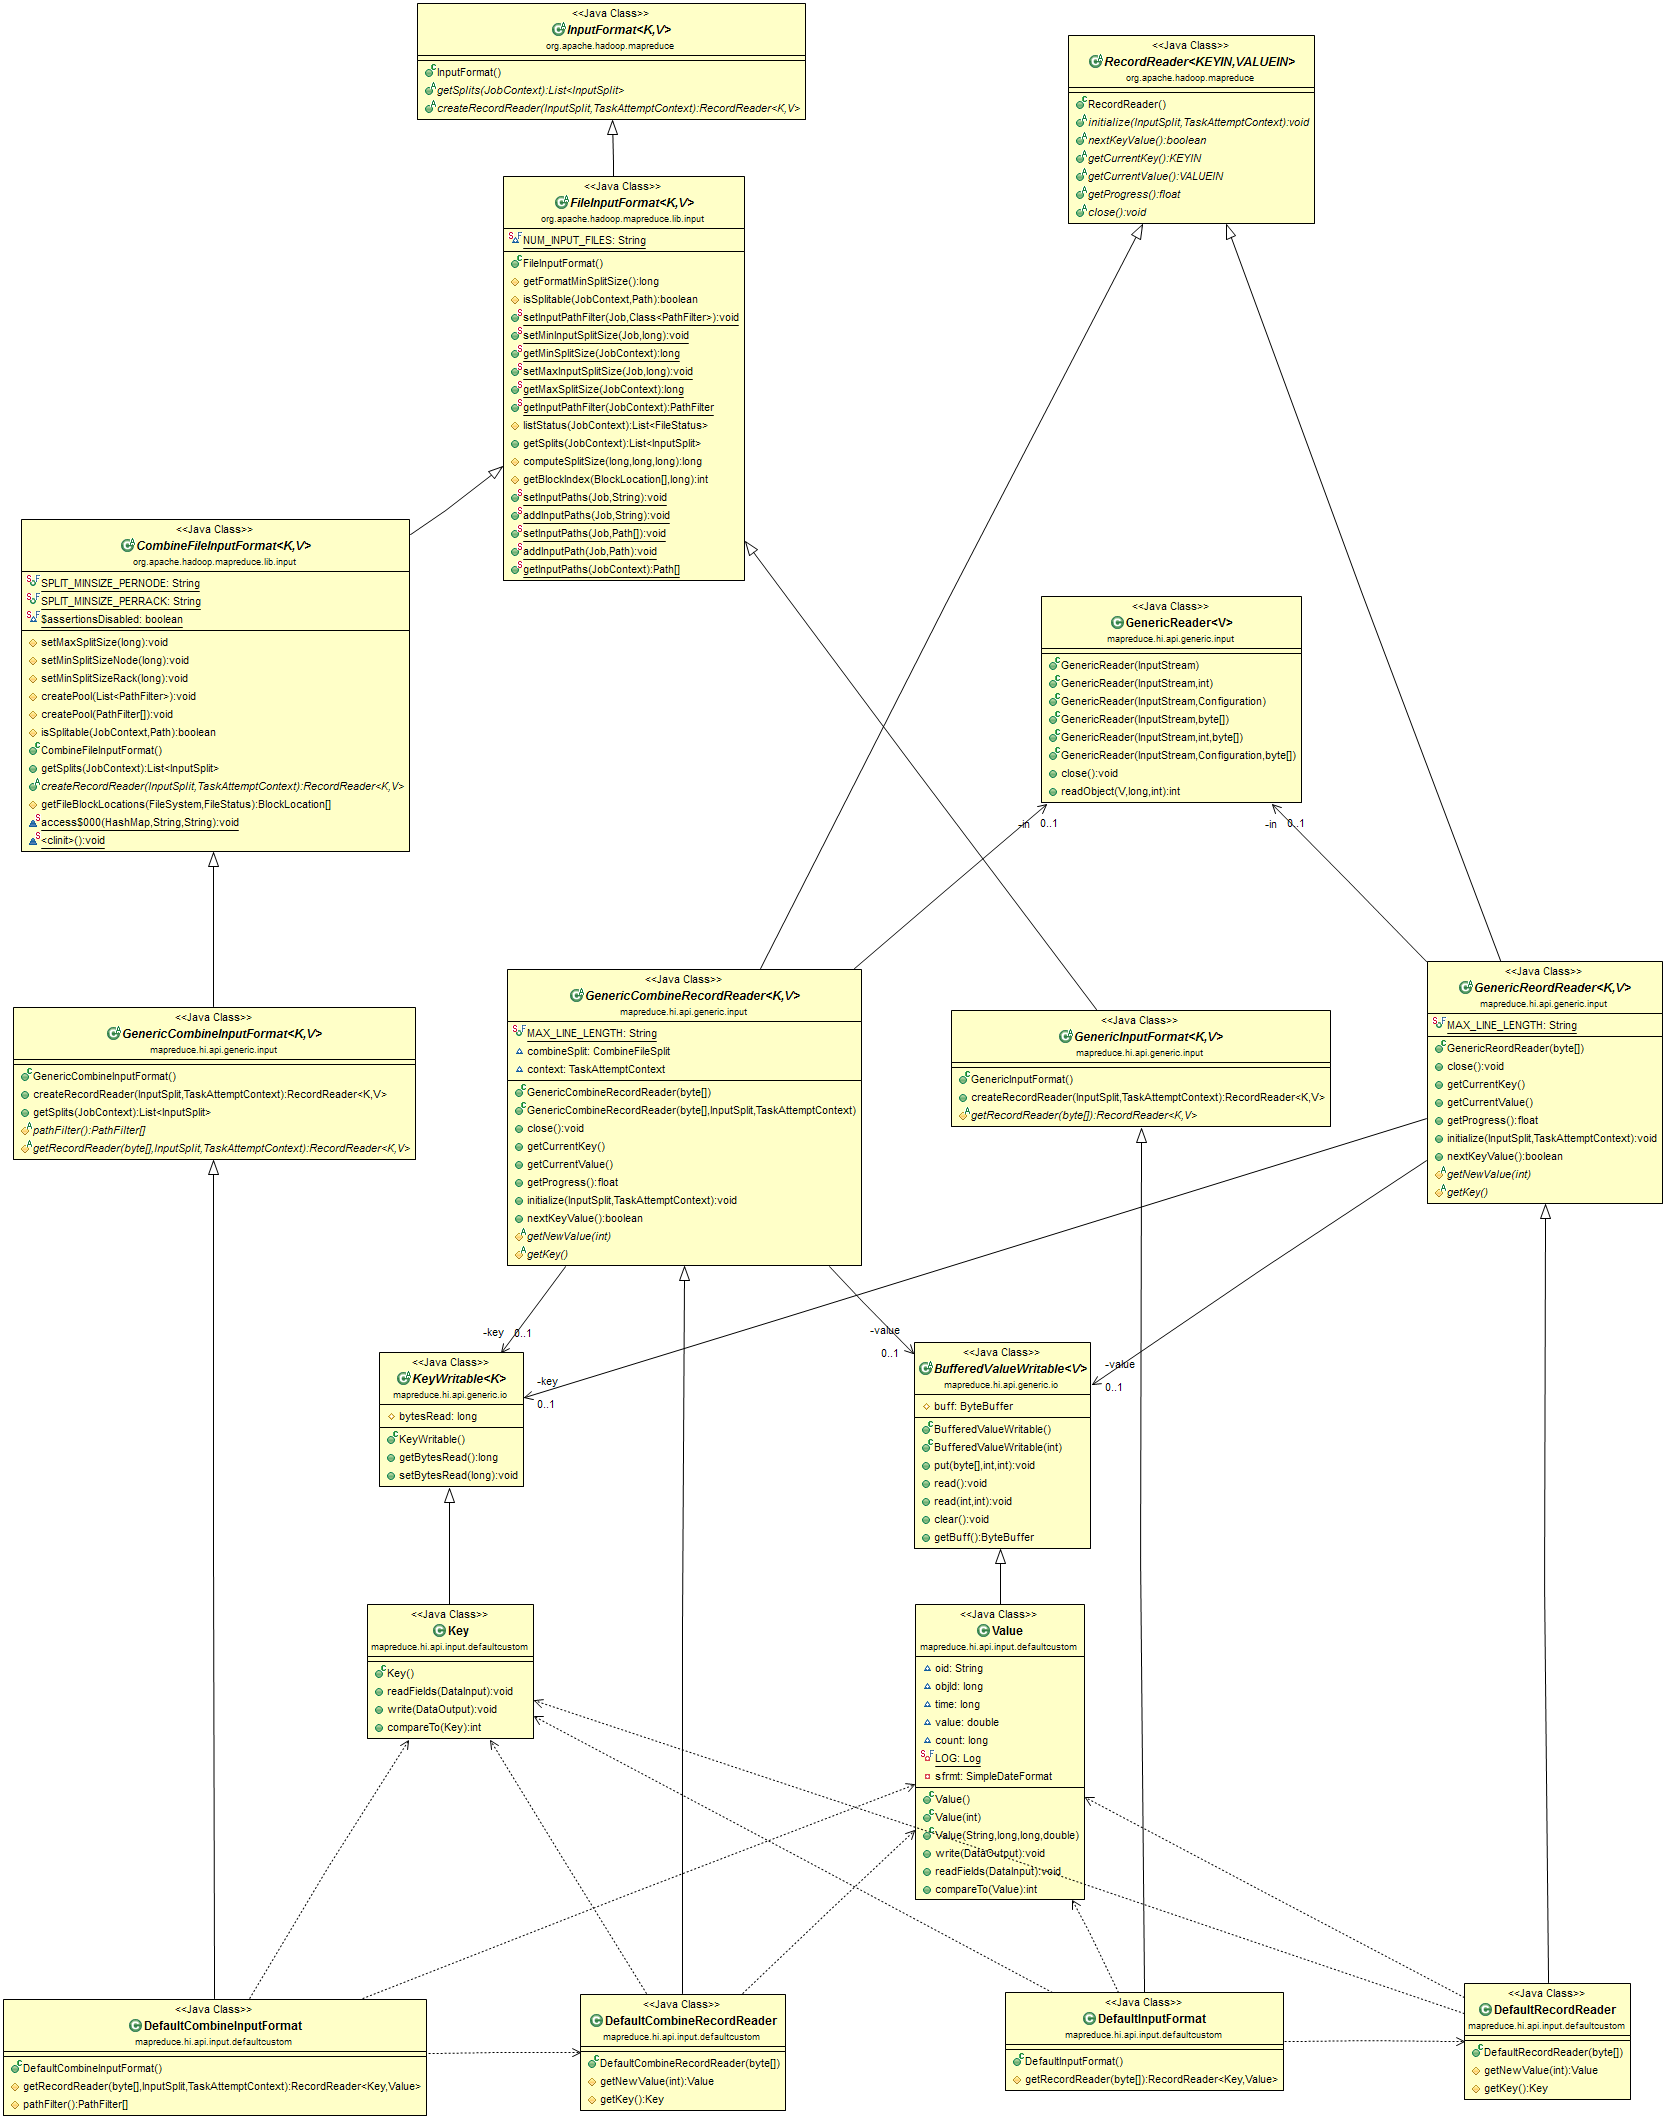 <<Java Class>>
InputFormat<K,V>
org.apache.hadoop.mapreduce
InputFormat()
getSplits(JobContext):List<InputSplit>
createRecordReader(InputSplit,TaskAttemptContext):RecordReader<K,V>
<<Java Class>>
RecordReader<KEYIN,VALUEIN>
org.apache.hadoop.mapreduce
RecordReader()
initialize(InputSplit,TaskAttemptContext):void
nextKeyValue():boolean
getCurrentKey():KEYIN
getCurrentValue():VALUEIN
getProgress():float
close():void
<<Java Class>>
FileInputFormat<K,V>
org.apache.hadoop.mapreduce.lib.input
NUM_INPUT_FILES: String
FileInputFormat()
getFormatMinSplitSize():long
isSplitable(JobContext,Path):boolean
setInputPathFilter(Job,Class<PathFilter>):void
setMinInputSplitSize(Job,long):void
getMinSplitSize(JobContext):long
setMaxInputSplitSize(Job,long):void
getMaxSplitSize(JobContext):long
getInputPathFilter(JobContext):PathFilter
listStatus(JobContext):List<FileStatus>
getSplits(JobContext):List<InputSplit>
computeSplitSize(long,long,long):long
getBlockIndex(BlockLocation[],long):int
setInputPaths(Job,String):void
addInputPaths(Job,String):void
setInputPaths(Job,Path[]):void
addInputPath(Job,Path):void
getInputPaths(JobContext):Path[]
<<Java Class>>
CombineFileInputFormat<K,V>
org.apache.hadoop.mapreduce.lib.input
SPLIT_MINSIZE_PERNODE: String
SPLIT_MINSIZE_PERRACK: String
$assertionsDisabled: boolean
setMaxSplitSize(long):void
setMinSplitSizeNode(long):void
setMinSplitSizeRack(long):void
createPool(List<PathFilter>):void
createPool(PathFilter[]):void
isSplitable(JobContext,Path):boolean
CombineFileInputFormat()
getSplits(JobContext):List<InputSplit>
createRecordReader(InputSplit,TaskAttemptContext):RecordReader<K,V>
getFileBlockLocations(FileSystem,FileStatus):BlockLocation[]
access$000(HashMap,String,String):void
<clinit>():void
<<Java Class>>
GenericReader<V>
mapreduce.hi.api.generic.input
GenericReader(InputStream)
GenericReader(InputStream,int)
GenericReader(InputStream,Configuration)
GenericReader(InputStream,byte[])
GenericReader(InputStream,int,byte[])
GenericReader(InputStream,Configuration,byte[])
close():void
readObject(V,long,int):int
-in 0..1
-in 0..1
<<Java Class>>
GenericCombineInputFormat<K,V>
mapreduce.hi.api.generic.input
GenericCombineInputFormat()
createRecordReader(InputSplit,TaskAttemptContext):RecordReader<K,V>
getSplits(JobContext):List<InputSplit>
pathFilter():PathFilter[]
getRecordReader(byte[],InputSplit,TaskAttemptContext):RecordReader<K,V>
<<Java Class>>
GenericCombineRecordReader<K,V>
mapreduce.hi.api.generic.input
MAX_LINE_LENGTH: String
combineSplit: CombineFileSplit
context: TaskAttemptContext
GenericCombineRecordReader(byte[])
GenericCombineRecordReader(byte[],InputSplit,TaskAttemptContext)
close():void
getCurrentKey()
getCurrentValue()
getProgress():float
initialize(InputSplit,TaskAttemptContext):void
nextKeyValue():boolean
getNewValue(int)
getKey()
<<Java Class>>
GenericInputFormat<K,V>
mapreduce.hi.api.generic.input
GenericInputFormat()
createRecordReader(InputSplit,TaskAttemptContext):RecordReader<K,V>
getRecordReader(byte[]):RecordReader<K,V>
<<Java Class>>
GenericReordReader<K,V>
mapreduce.hi.api.generic.input
MAX_LINE_LENGTH: String
GenericReordReader(byte[])
close():void
getCurrentKey()
getCurrentValue()
getProgress():float
initialize(InputSplit,TaskAttemptContext):void
nextKeyValue():boolean
getNewValue(int)
getKey()
-key 0..1
-value
0..1
-key
0..1
-value
0..1
<<Java Class>>
KeyWritable<K>
mapreduce.hi.api.generic.io
bytesRead: long
KeyWritable()
getBytesRead():long
setBytesRead(long):void
<<Java Class>>
BufferedValueWritable<V>
mapreduce.hi.api.generic.io
buff: ByteBuffer
BufferedValueWritable()
BufferedValueWritable(int)
put(byte[],int,int):void
read():void
read(int,int):void
clear():void
getBuff():ByteBuffer
<<Java Class>>
Key
mapreduce.hi.api.input.defaultcustom
Key()
readFields(DataInput):void
write(DataOutput):void
compareTo(Key):int
<<Java Class>>
Value
mapreduce.hi.api.input.defaultcustom
oid: String
objId: long
time: long
value: double
count: long
LOG: Log
sfrmt: SimpleDateFormat
Value()
Value(int)
Value(String,long,long,double)
write(DataOutput):void
readFields(DataInput):void
compareTo(Value):int
<<Java Class>>
DefaultCombineInputFormat
mapreduce.hi.api.input.defaultcustom
DefaultCombineInputFormat()
getRecordReader(byte[],InputSplit,TaskAttemptContext):RecordReader<Key,Value>
pathFilter():PathFilter[]
<<Java Class>>
DefaultCombineRecordReader
mapreduce.hi.api.input.defaultcustom
DefaultCombineRecordReader(byte[])
getNewValue(int):Value
getKey():Key
<<Java Class>>
DefaultInputFormat
mapreduce.hi.api.input.defaultcustom
DefaultInputFormat()
getRecordReader(byte[]):RecordReader<Key,Value>
<<Java Class>>
DefaultRecordReader
mapreduce.hi.api.input.defaultcustom
DefaultRecordReader(byte[])
getNewValue(int):Value
getKey():Key